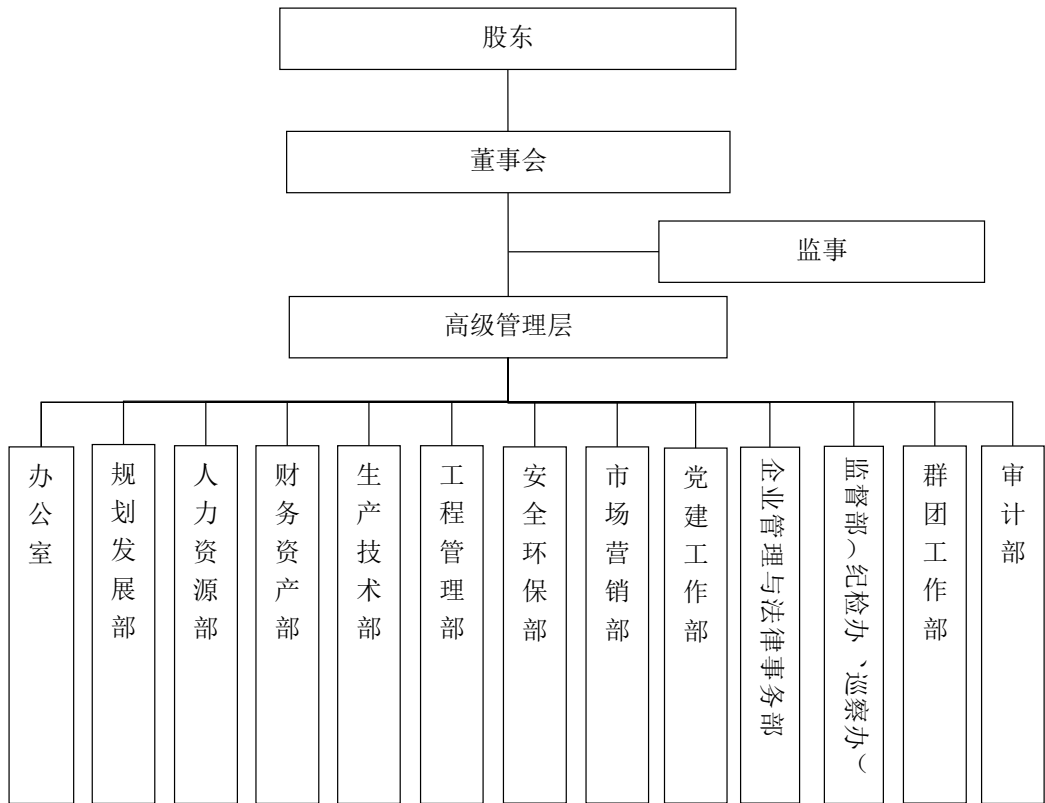 股东
董事会
监事
高级管理层
办公室
规划发展部
人力资源部
财务资产部
生产技术部
工程管理部
安全环保部
市场营销部
党建工作部
企业管理与法律事务部
监督部(纪检办、巡察办)
群团工作部
审计部